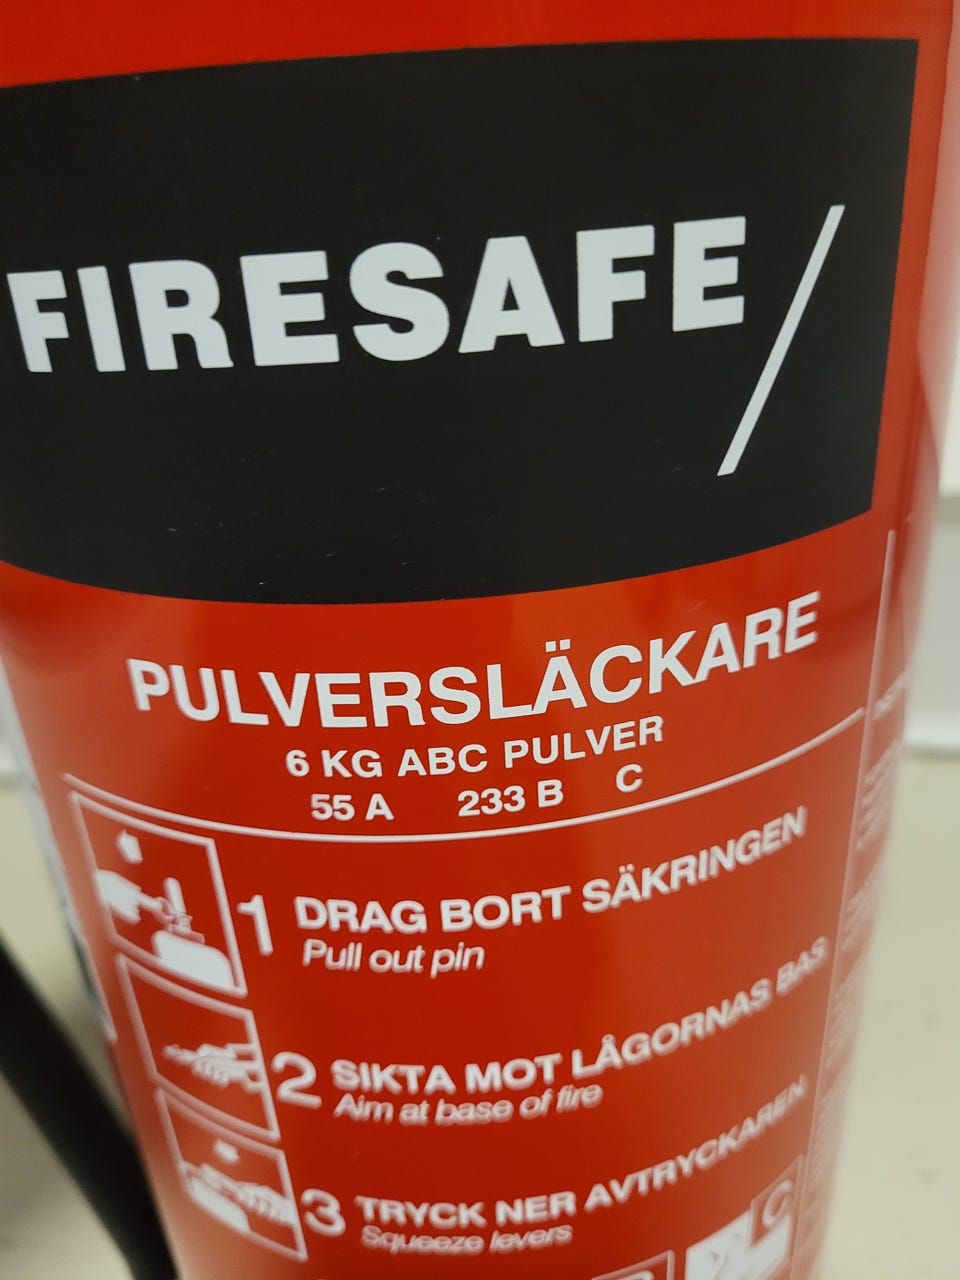 FIRESAFE/
PULVERSLÄCKARE
6 KG ABC PULVER
55 A 233 B C
1 DRAG BORT SÄKRINGEN
Pull out pin
2 SIKTA MOT LÅGORNAS BAS
Aim at base of fire
3 TRYCK NER AVTRYCKAREN
Squeeze levers
C